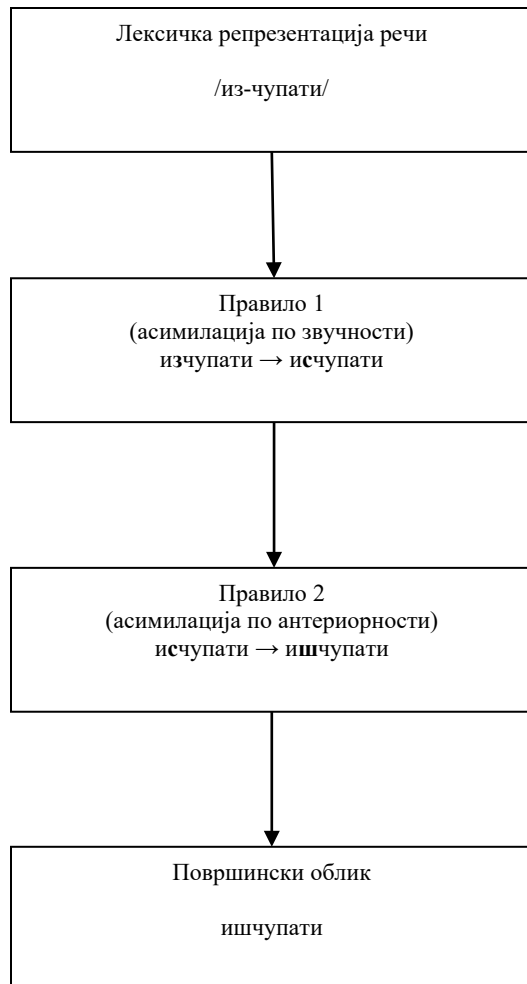 Лексичка репрезентација речи
/из-чупати/
Правило 1
(асимилација по звучности)
изчупати → исчупати
Правило 2
(асимилација по антериорности)
исчупати → ишчупати
Површински облик
ишчупати